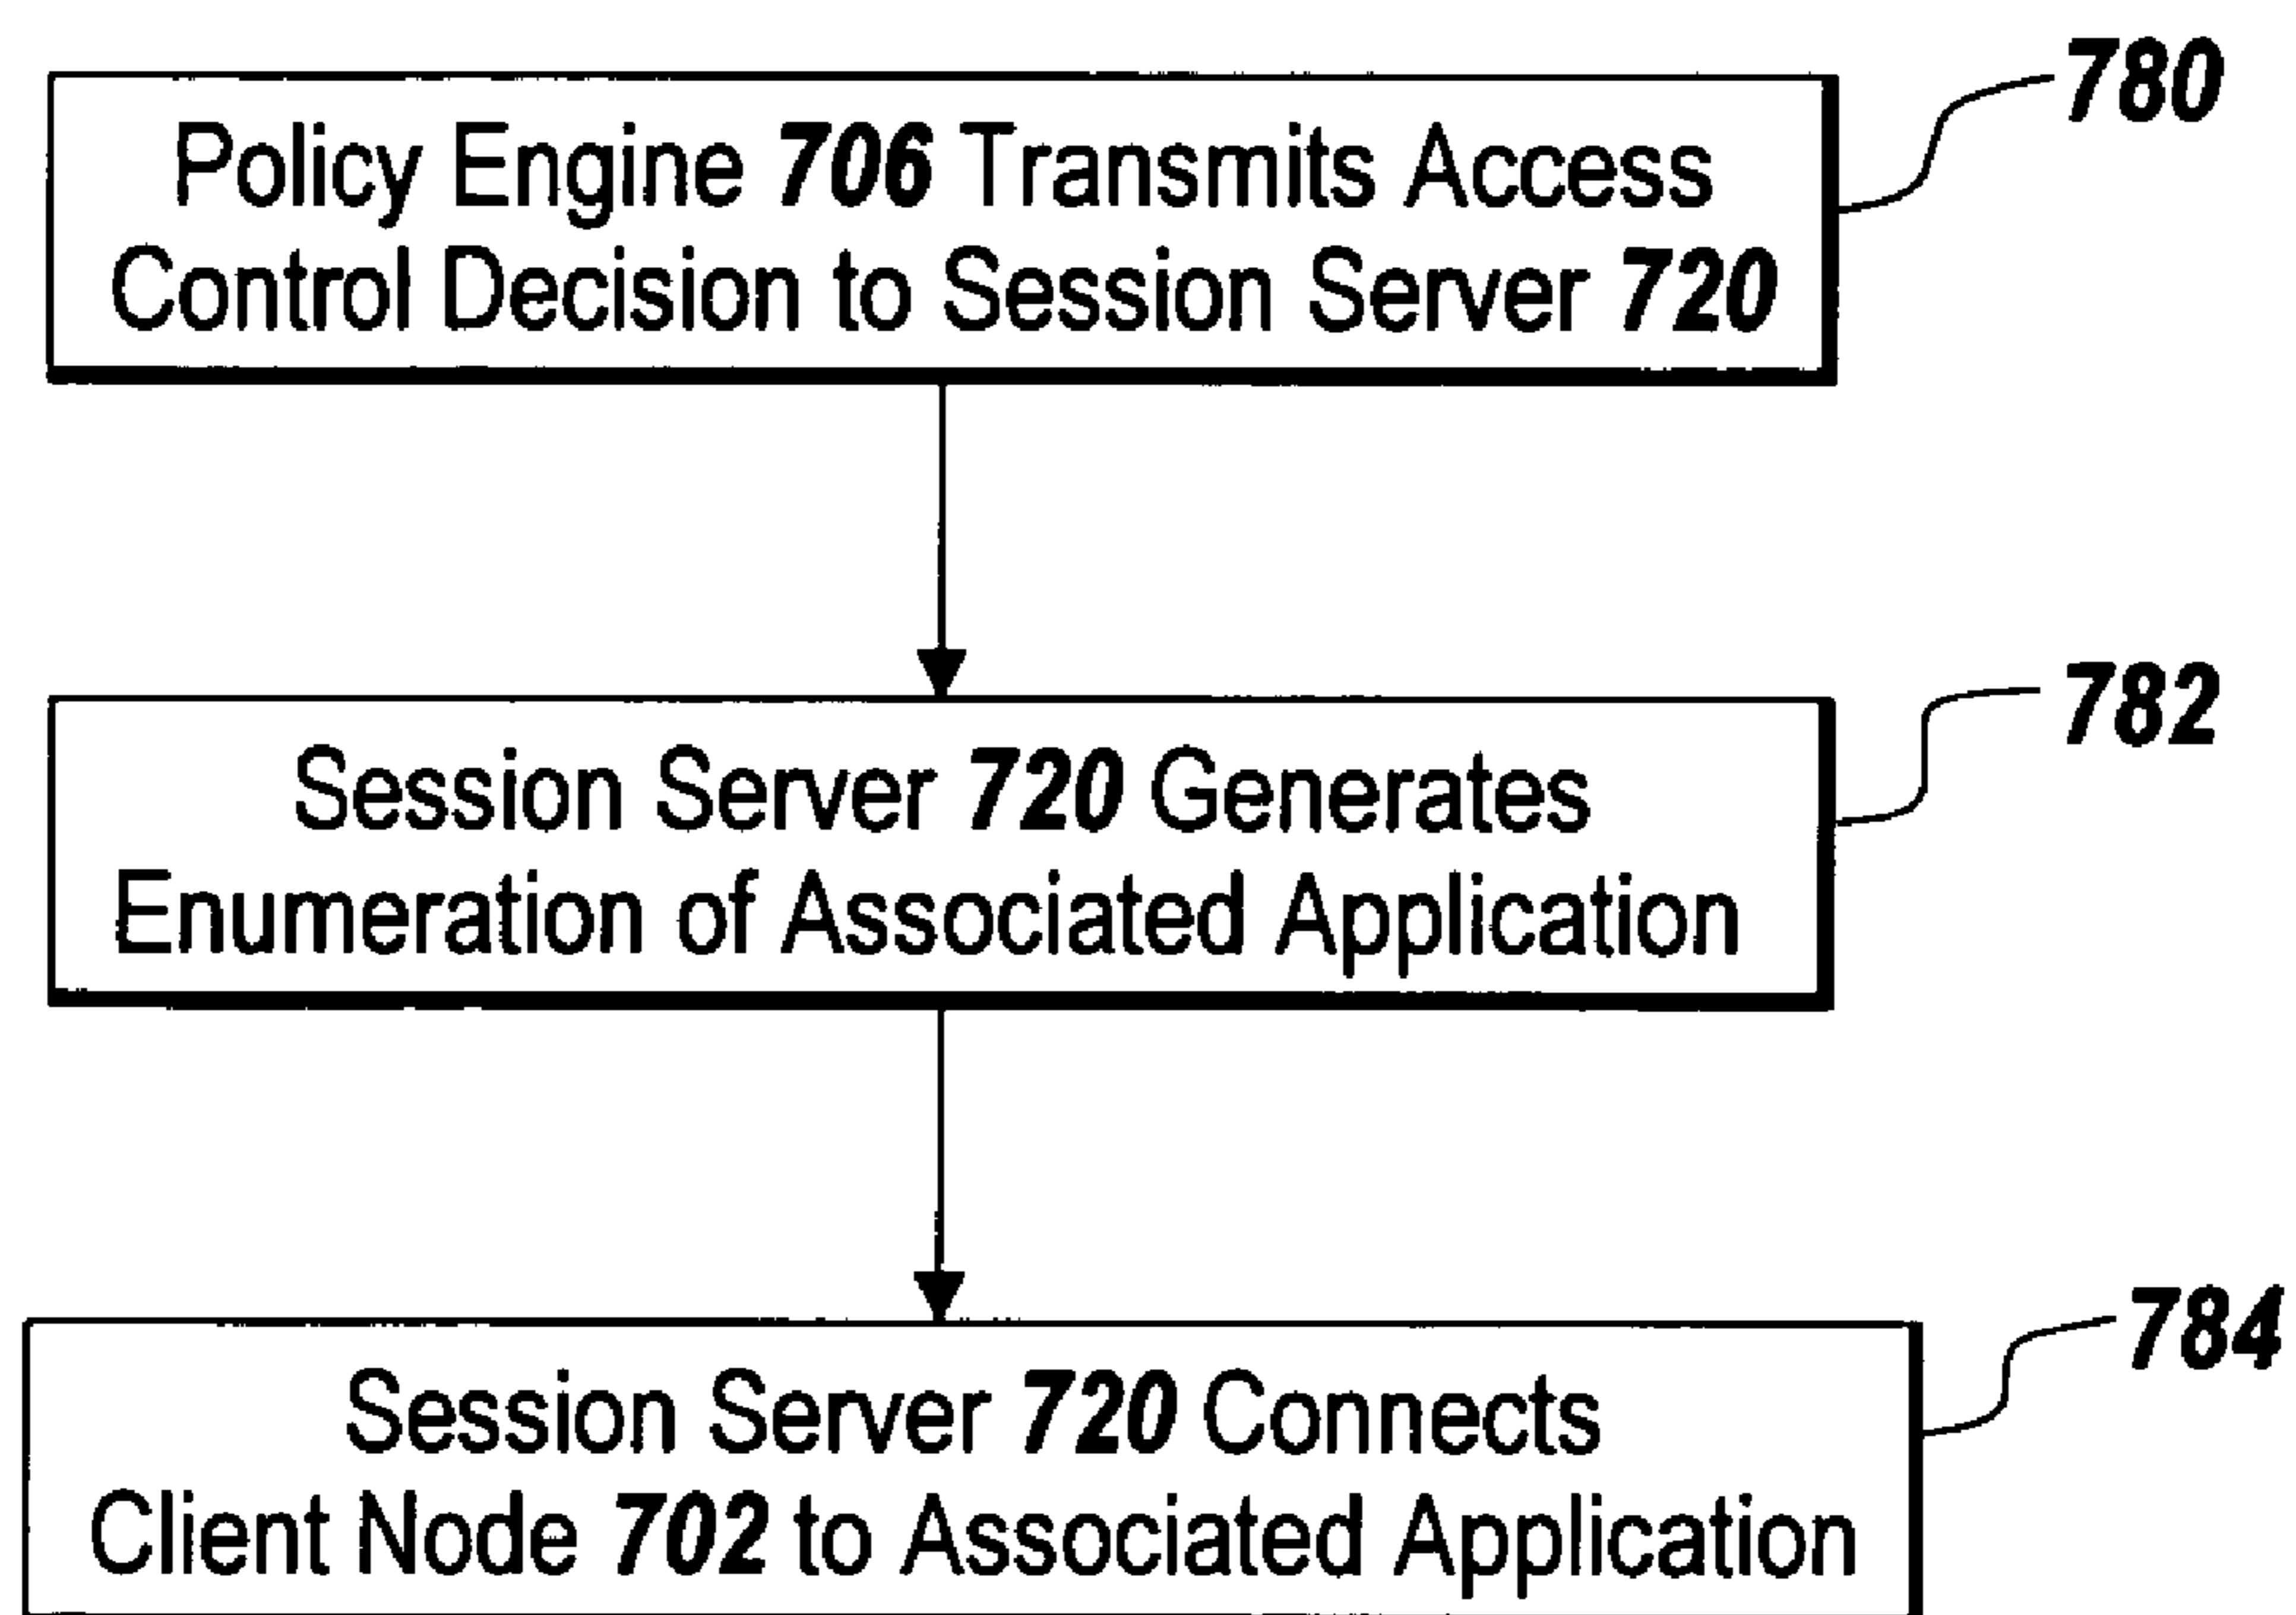 780
Policy Engine 706 Transmits Access
Control Decision to Session Server 720
782
Session Server 720 Generates
Enumeration of Associated Application
784
Session Server 720 Connects
Client Node 702 to Associated Application